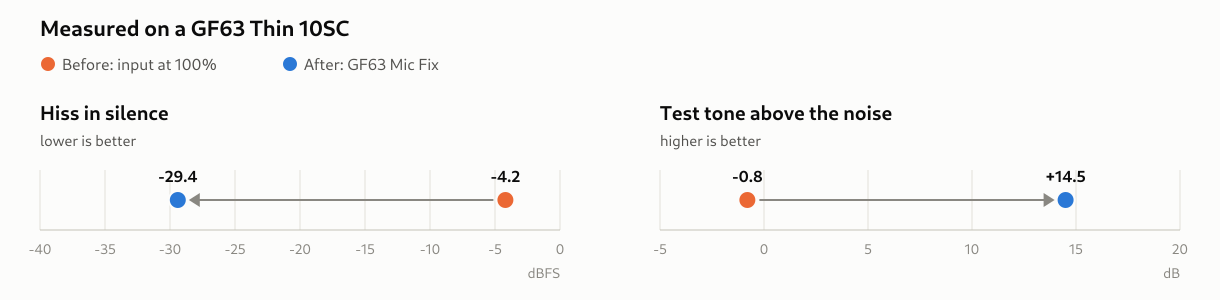 Measured on a GF63 Thin 10SC
Before: input at 100%
After: GF63 Mic Fix
Hiss in silence
lower is better
-29.4
-4.2
-40 -35 -30 -25 -20 -15 -10 -5 0
dBFS
Test tone above the noise
higher is better
-0.8
+14.5
-5 0 5 10 15 20
dB